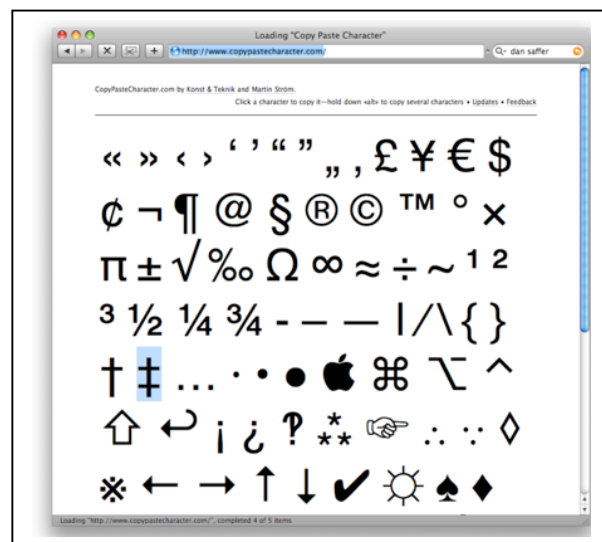 Loading "Copy Paste Character"
http://www.copypastecharacter.com/
dan saffer
CopyPasteCharacter.com by Konst & Teknik and Martin Ström.
Click a character to copy it—hold down «alt» to copy several characters • Updates • Feedback
« » ‹ › ‘ ’ “ ” „ ‚ £ ¥ € $
¢ ¬ ¶ @ § ® © ™ ° ×
π ± √ ‰ Ω ∞ ≈ ÷ ~ ¹ ²
³ ½ ¼ ¾ - – — | / \ { }
† ‡ … · • ●  ⌘ ⌥ ^
⇧ ↩ ¡ ¿ ‽ ⁂ ☞ ∴ ∵ ◊
※ ← → ↑ ↓ ✔ ☼ ♠ ♦
Loading "http://www.copypastecharacter.com/", completed 4 of 5 items